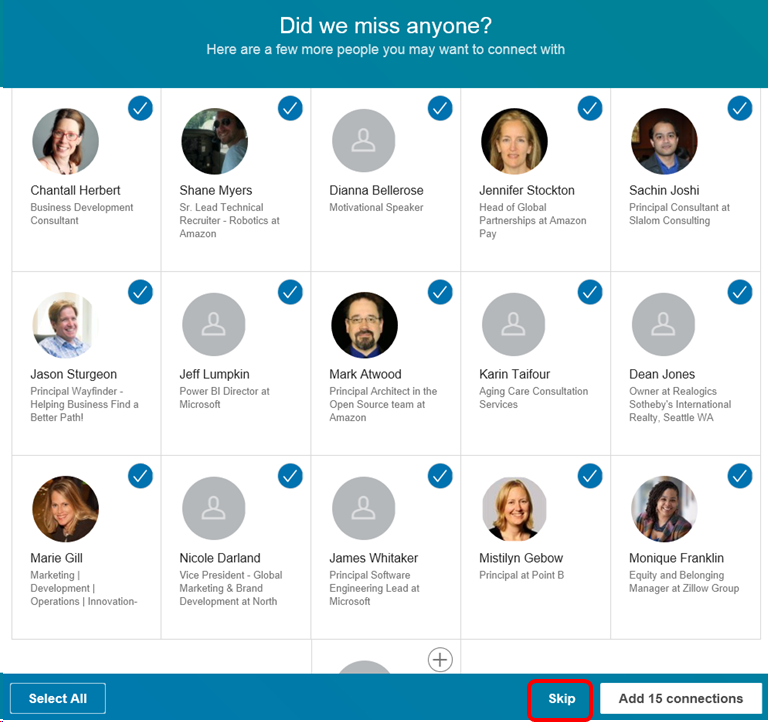 Did we miss anyone?
Here are a few more people you may want to connect with
Chantall Herbert
Business Development
Consultant
Shane Myers
Sr. Lead Technical
Recruiter - Robotics at
Amazon
Dianna Bellerose
Motivational Speaker
Jennifer Stockton
Head of Global
Partnerships at Amazon
Pay
Sachin Joshi
Principal Consultant at
Slalom Consulting
Jason Sturgeon
Principal Wayfinder -
Helping Business Find a
Better Path!
Jeff Lumpkin
Power BI Director at
Microsoft
Mark Atwood
Principal Architect in the
Open Source team at
Amazon
Karin Taifour
Aging Care Consultation
Services
Dean Jones
Owner at Realogics
Sotheby's International
Realty, Seattle WA
Marie Gill
Marketing |
Development |
Operations | Innovation-
Nicole Darland
Vice President - Global
Marketing & Brand
Development at North
James Whitaker
Principal Software
Engineering Lead at
Microsoft
Mistilyn Gebow
Principal at Point B
Monique Franklin
Equity and Belonging
Manager at Zillow Group
Select All
Skip
Add 15 connections